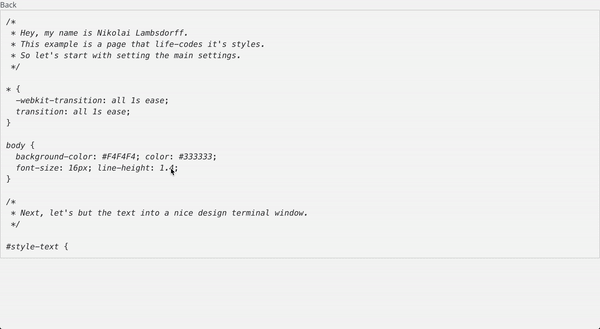 Back
/*
 * Hey, my name is Nikolai Lambsdorff.
 * This example is a page that life-codes it's styles.
 * So let's start with setting the main settings.
 */
* {
  -webkit-transition: all 1s ease;
  transition: all 1s ease;
}
body {
  background-color: #F4F4F4; color: #333333;
  font-size: 16px; line-height: 1.4;
}
/*
 * Next, let's but the text into a nice design terminal window.
 */
#style-text {